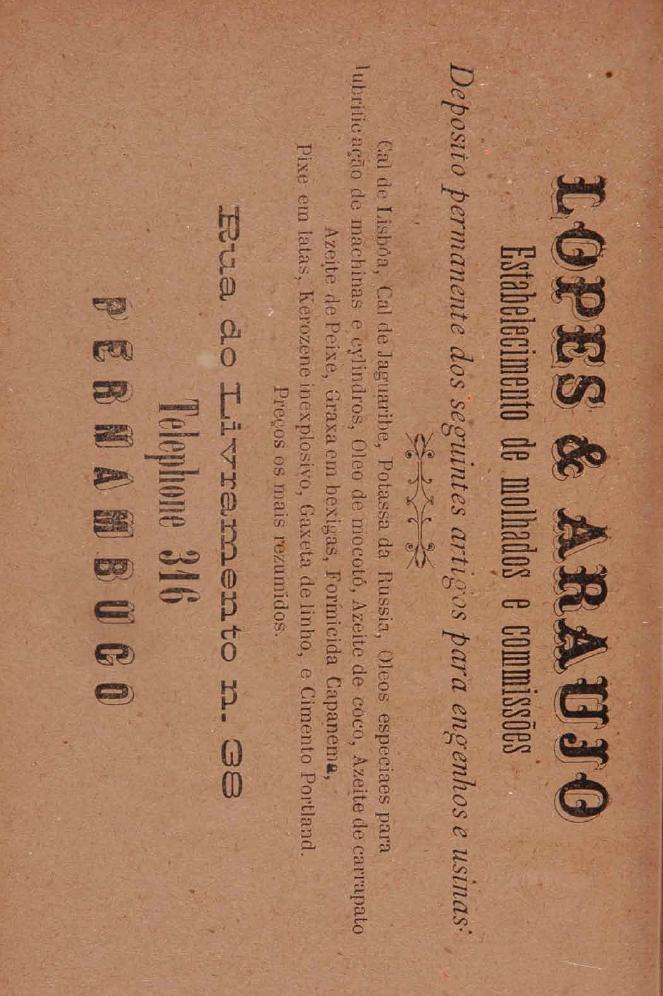 LOPES & ARAUJO
Estabelecimento de molhados e commissões
Deposito permanente dos seguintes artigos para engenhos e usinas:
Cal de Lisbôa, Cal de Jaguaribe, Potassa da Russia, Oleos especiaes para
lubrificação de machinas e cylindros, Oleo de mocotó, Azeite de côco, Azeite de carrapato
Azeite de Peixe, Graxa em bexigas, Formicida Capanema,
Pixe em latas, Kerozene inexplosivo, Gaxeta de linho, e Cimento Portland.
Preços os mais rezumidos.
Rua do Livramento n. 38
Telephone 316
PERNAMBUCO